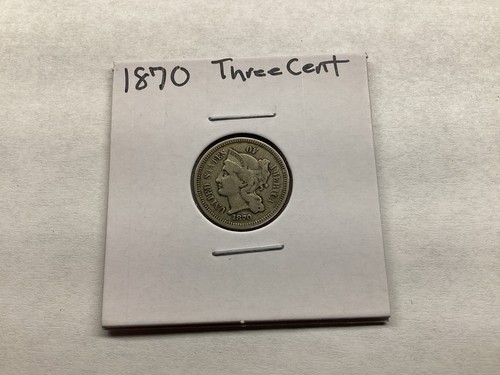 1870 Three Cent
UNITED STATES OF AMERICA
1870